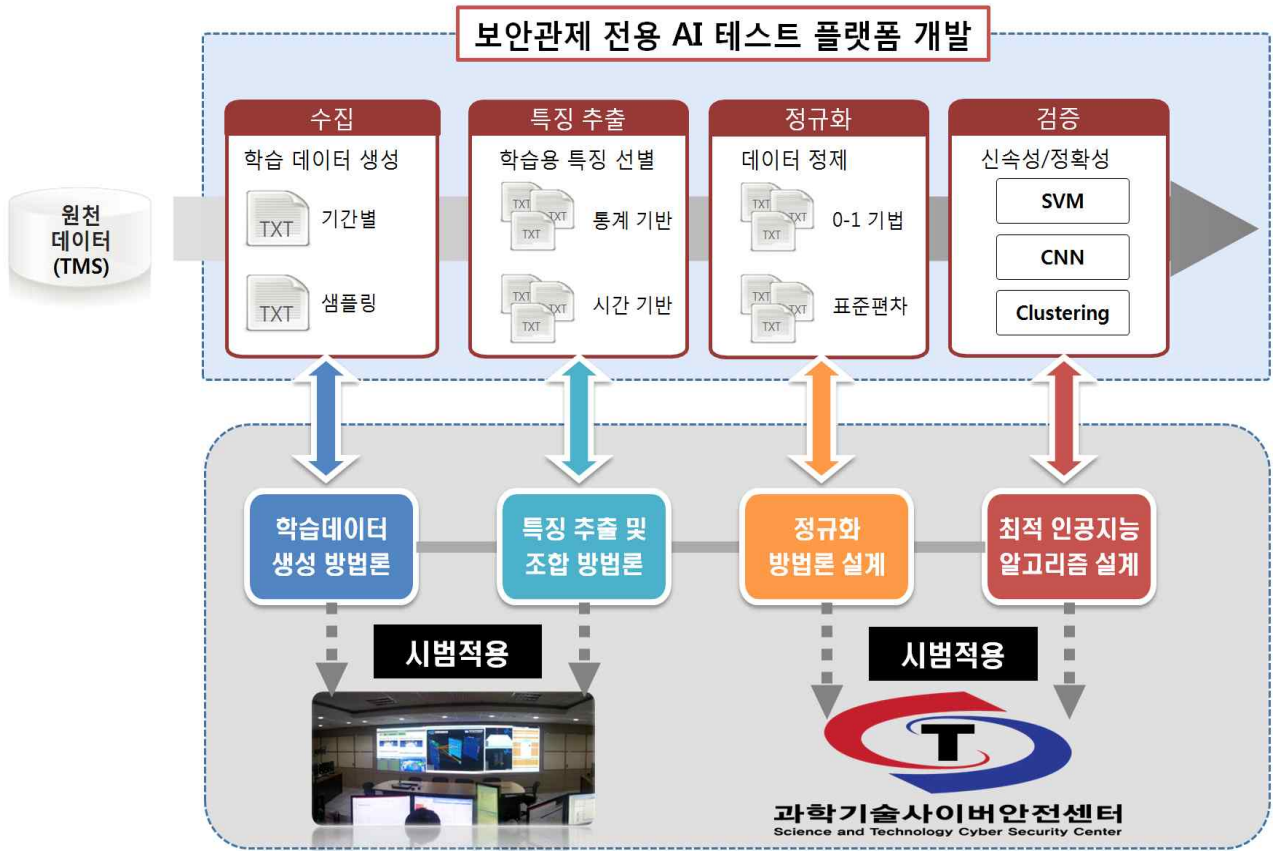 보안관제 전용 AI 테스트 플랫폼 개발
원천
데이터
(TMS)
수집
학습 데이터 생성
TXT
기간별
TXT
샘플링
특징 추출
학습용 특징 선별
TXT
TXT
TXT
통계 기반
TXT
TXT
TXT
시간 기반
정규화
데이터 정제
TXT
TXT
TXT
0-1 기법
TXT
TXT
TXT
표준편차
검증
신속성/정확성
SVM
CNN
Clustering
학습데이터
생성 방법론
특징 추출 및
조합 방법론
정규화
방법론 설계
최적 인공지능
알고리즘 설계
시범적용
시범적용
T
과학기술사이버안전센터
Science and Technology Cyber Security Center